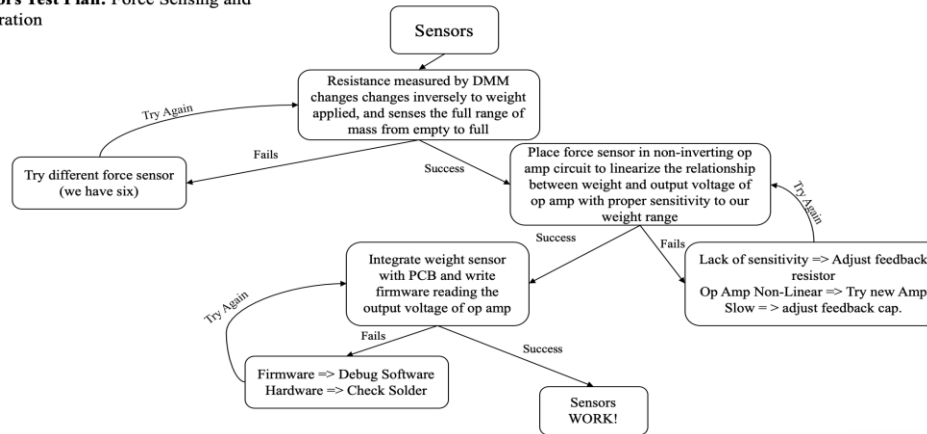 Test Plan: Force Sensing and
Sensors
Resistance measured by DMM
changes changes inversely to weight
applied, and senses the full range of
mass from empty to full
Try Again
Fails
Success
Try different force sensor
(we have six)
Place force sensor in non-inverting op
amp circuit to linearize the relationship
between weight and output voltage of
op amp with proper sensitivity to our
weight range
Try Again
Success
Fails
Integrate weight sensor
with PCB and write
firmware reading the
output voltage of op amp
Lack of sensitivity => Adjust feedback
resistor
Op Amp Non-Linear => Try new Amp
Slow = > adjust feedback cap.
Try Again
Fails
Success
Firmware => Debug Software
Hardware => Check Solder
Sensors
WORK!